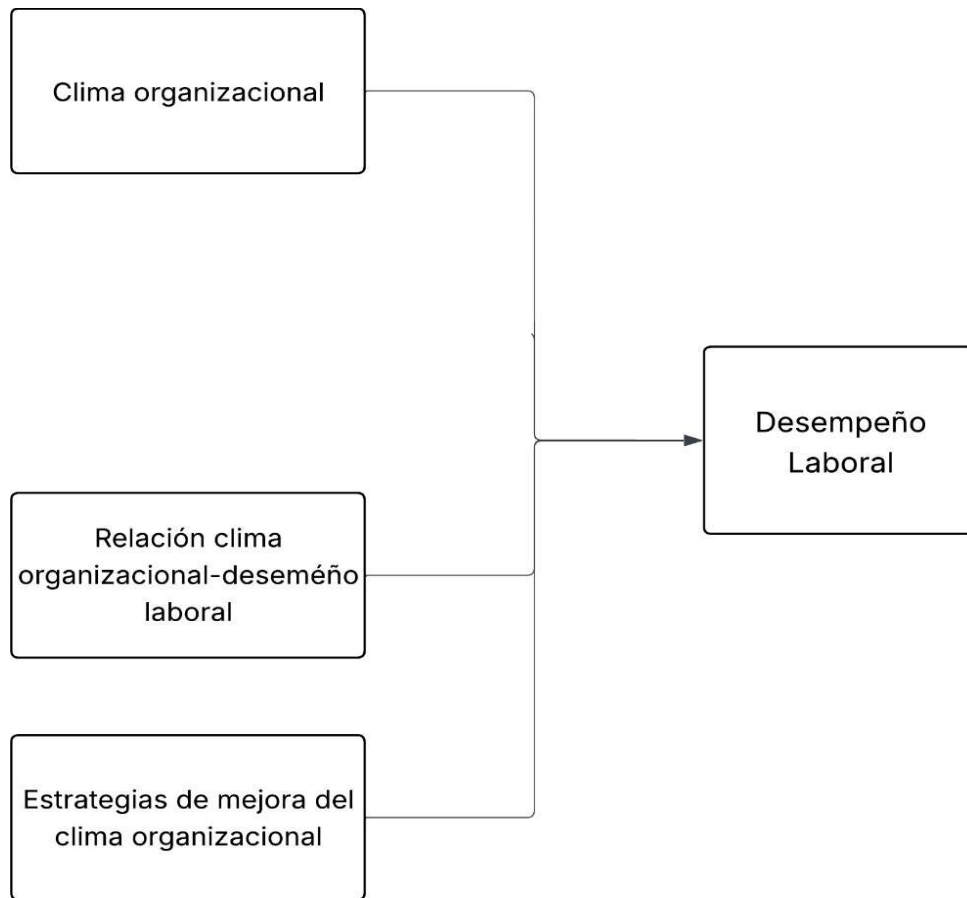 Clima organizacional
Desempeño
Laboral
Relación clima
organizacional-deseméño
laboral
Estrategias de mejora del
clima organizacional